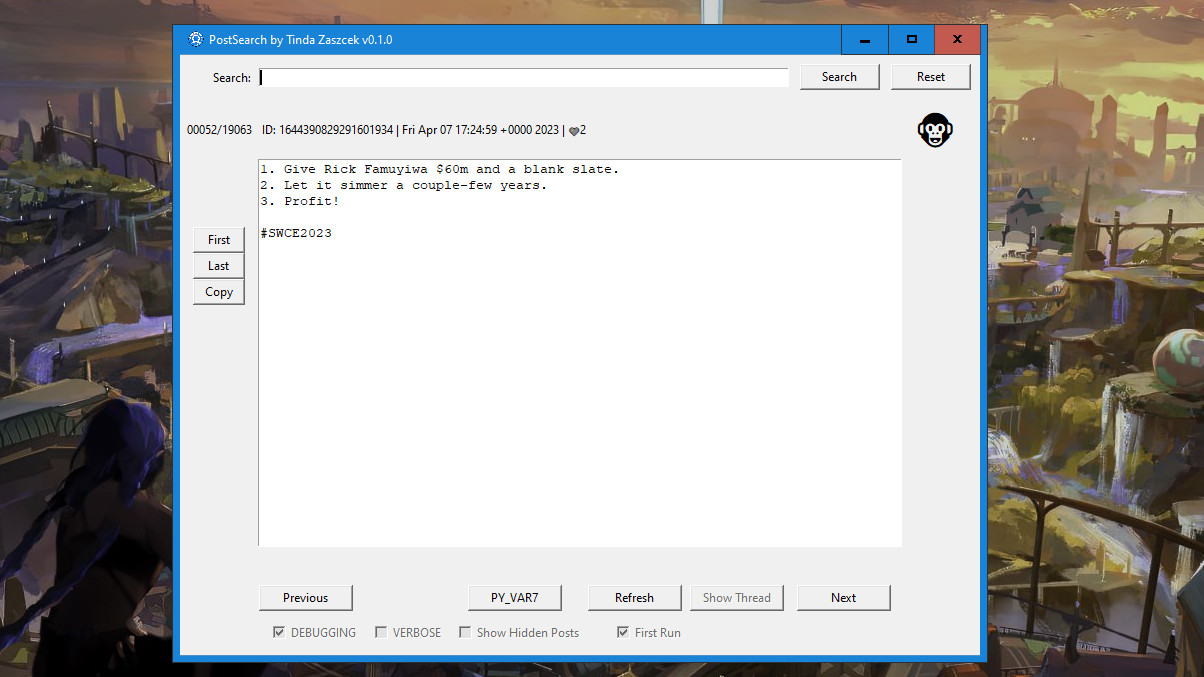 PostSearch by Tinda Zaszcek v0.1.0
Search:
Search
Reset
00052/19063 ID: 1644390829291601934 | Fri Apr 07 17:24:59 +0000 2023 | 2
1. Give Rick Famuyiwa $60m and a blank slate.
2. Let it simmer a couple-few years.
3. Profit!
#SWCE2023
First
Last
Copy
Previous
PY_VAR7
Refresh
Show Thread
Next
DEBUGGING
VERBOSE
Show Hidden Posts
First Run